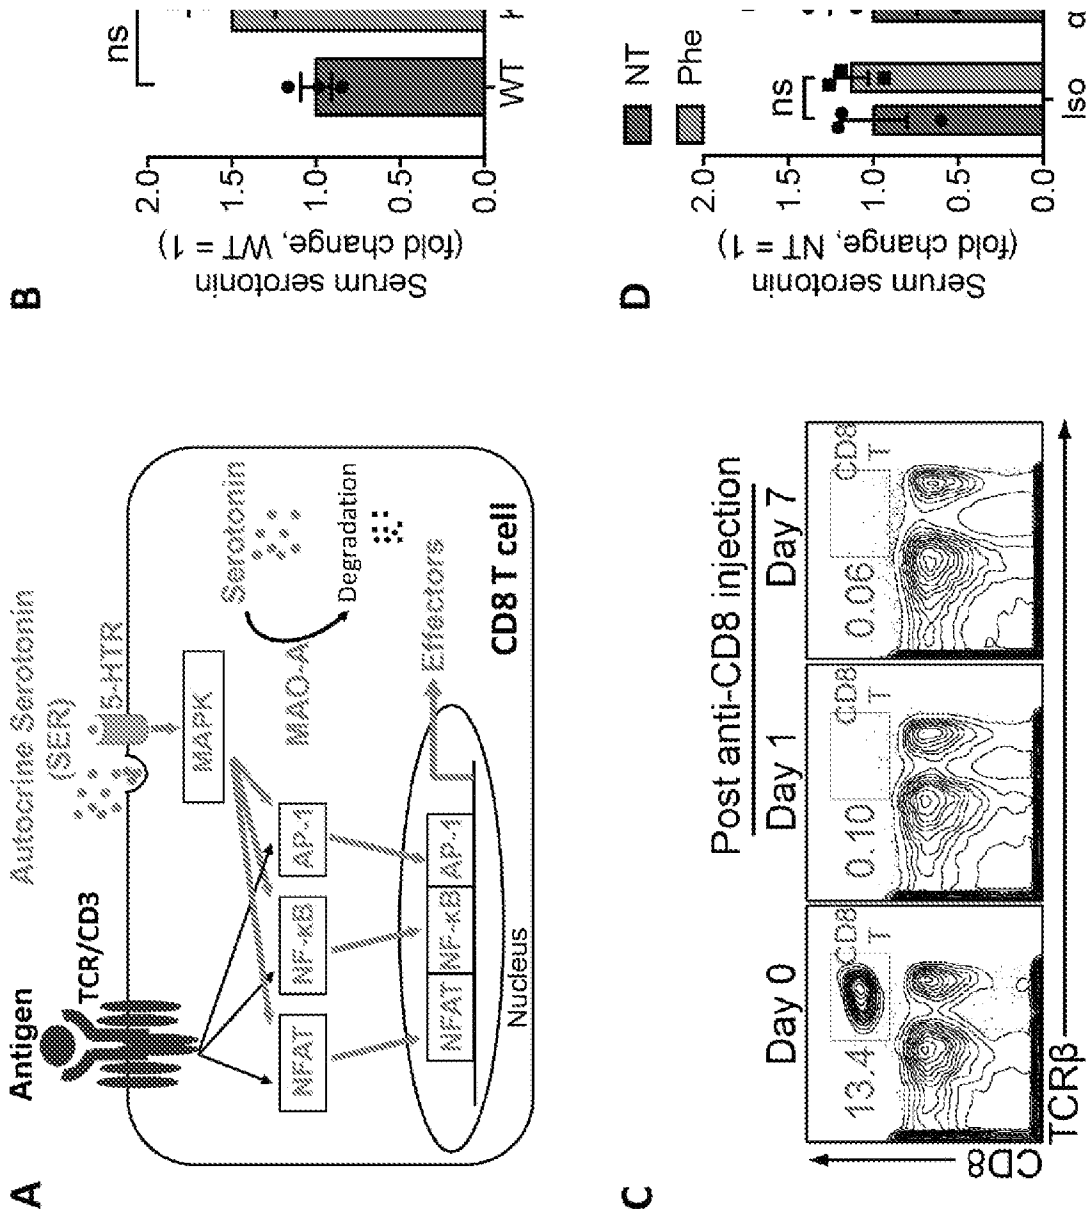 A
Antigen
TCR/CD3
Autocrine Serotonin
(SER)
5-HTR
MAPK
NFAT
NF-κB
AP-1
MAO-A
Serotonin
Degradation
NFAT
NF-κB
AP-1
Effectors
Nucleus
CD8 T cell
B
Serum serotonin
(fold change, WT = 1)
2.0
1.5
1.0
0.5
0.0
ns
WT
C
Post anti-CD8 injection
Day 0
Day 1
Day 7
13.4
CD8
T
0.10
CD8
T
0.06
CD8
T
CD8
TCRβ
D
NT
Phe
Serum serotonin
(fold change, NT = 1)
2.0
1.5
1.0
0.5
0.0
ns
Iso
α